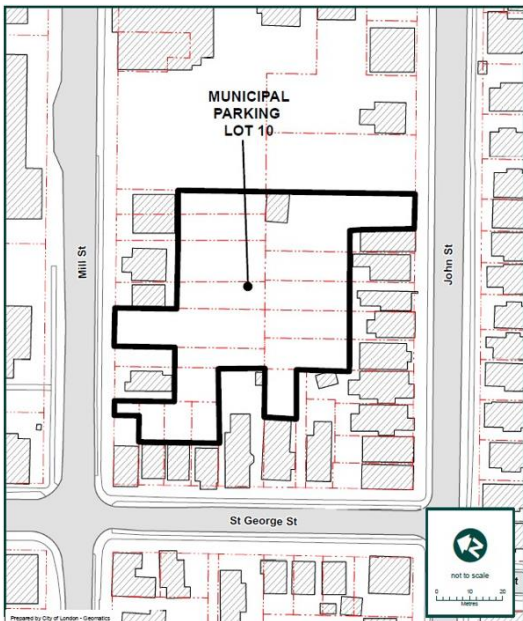 MUNICIPAL
PARKING
LOT 10
Mill St
John St
St George St
not to scale
0 10 20
Metres
Prepared by City of London - Geomatics